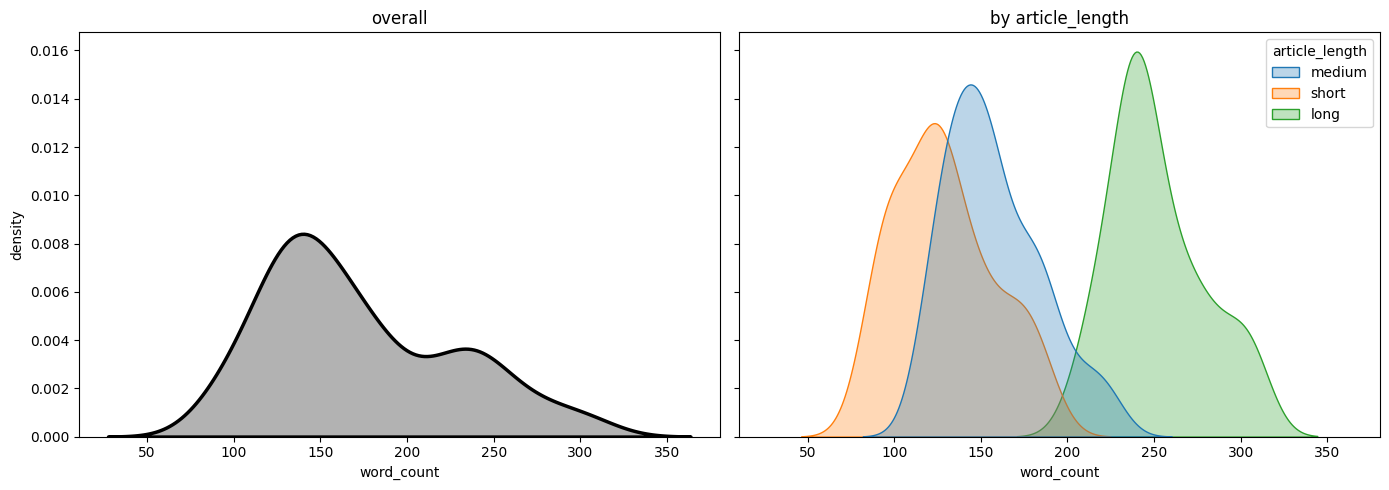 overall
by article_length
density
0.016
0.014
0.012
0.010
0.008
0.006
0.004
0.002
0.000
50 100 150 200 250 300 350
word_count
article_length
medium
short
long
50 100 150 200 250 300 350
word_count